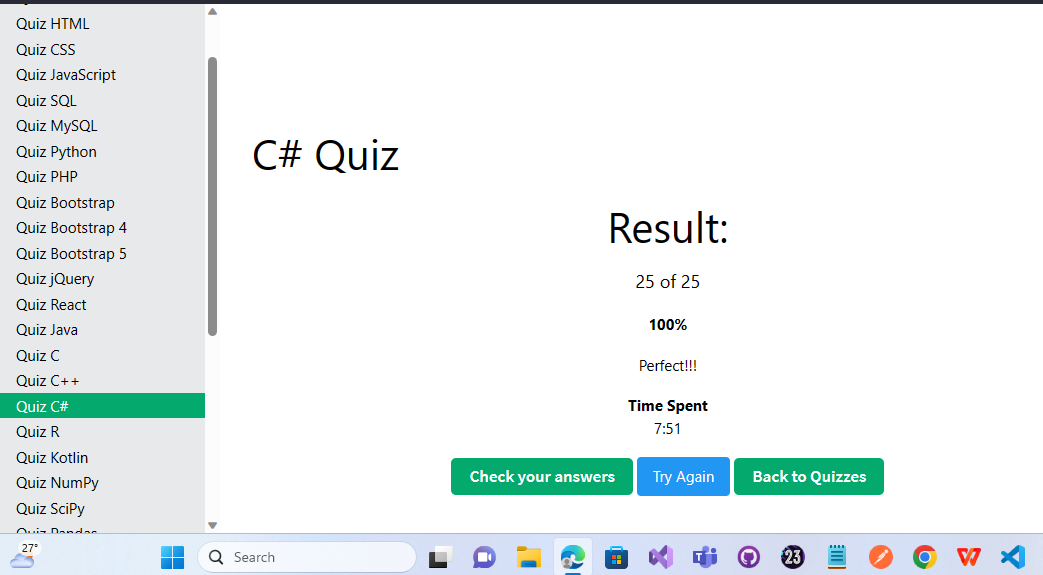 Quiz HTML
Quiz CSS
Quiz JavaScript
Quiz SQL
Quiz MySQL
Quiz Python
Quiz PHP
Quiz Bootstrap
Quiz Bootstrap 4
Quiz Bootstrap 5
Quiz jQuery
Quiz React
Quiz Java
Quiz C
Quiz C++
Quiz C#
Quiz R
Quiz Kotlin
Quiz NumPy
Quiz SciPy
Quiz Pandas
C# Quiz
Result:
25 of 25
100%
Perfect!!!
Time Spent
7:51
Check your answers
Try Again
Back to Quizzes
27°
Search
23